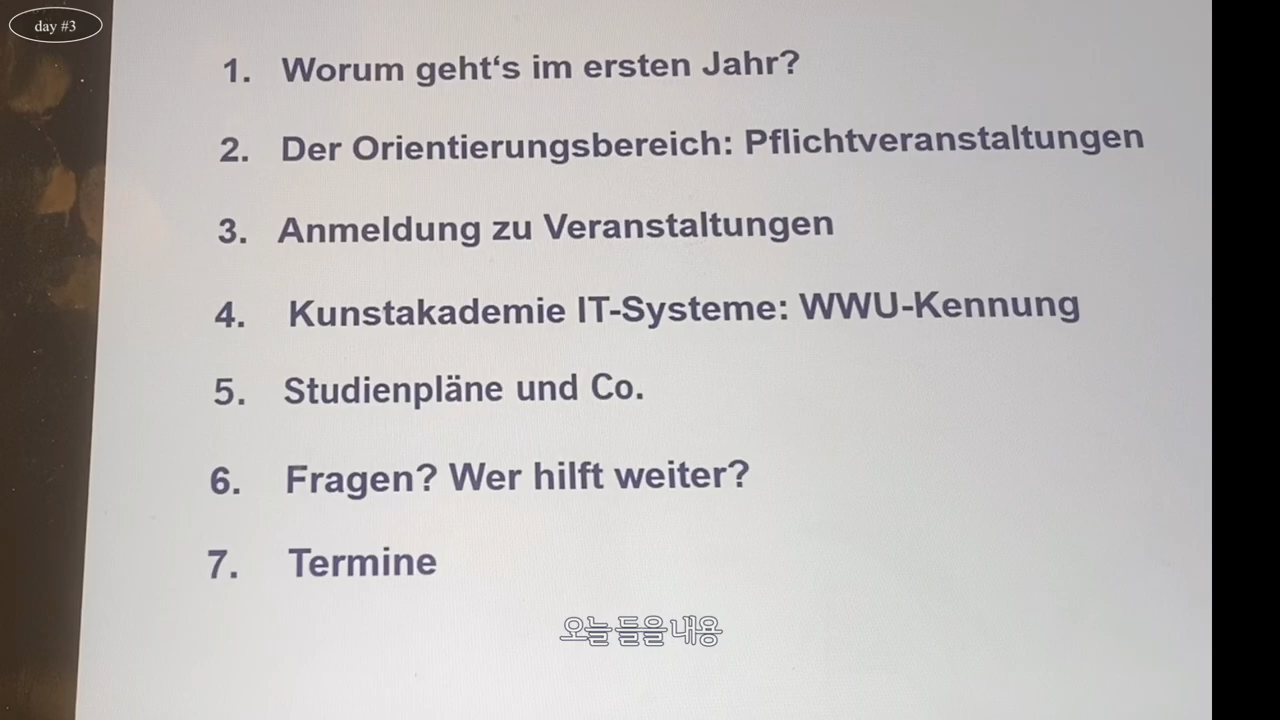 day #3
1. Worum geht‘s im ersten Jahr?
2. Der Orientierungsbereich: Pflichtveranstaltungen
3. Anmeldung zu Veranstaltungen
4. Kunstakademie IT-Systeme: WWU-Kennung
5. Studienpläne und Co.
6. Fragen? Wer hilft weiter?
7. Termine
오늘 들을 내용